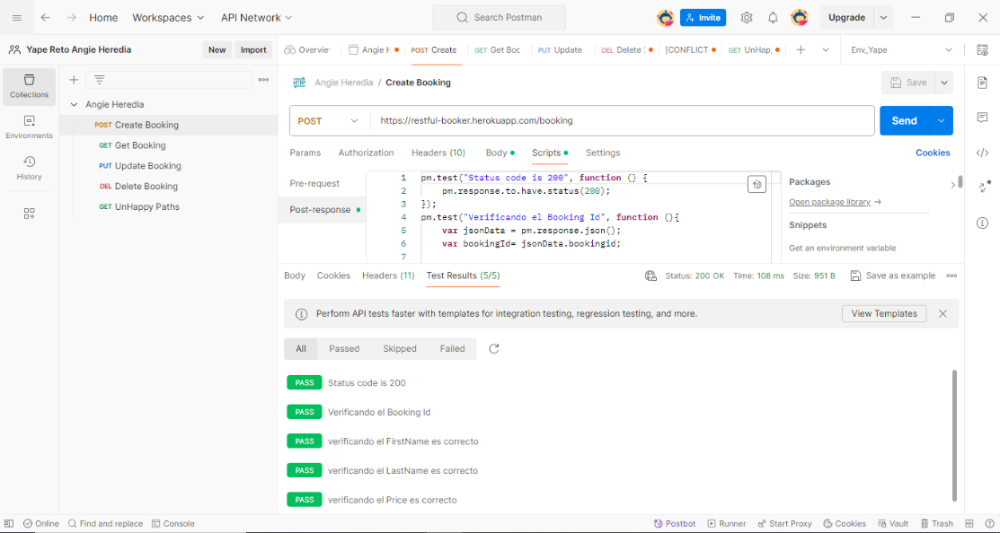 Home Workspaces API Network Search Postman Invite Upgrade
Yape Reto Angie Heredia New Import Overvie Angie H POST Create GET Get Boo PUT Update DEL Delete [CONFLICT GET UnHap Env_Yape
Collections
Environments
History
Angie Heredia
POST Create Booking
GET Get Booking
PUT Update Booking
DEL Delete Booking
GET UnHappy Paths
HTTP Angie Heredia / Create Booking Save
POST https://restful-booker.herokuapp.com/booking Send
Params Authorization Headers (10) Body Scripts Settings Cookies
Pre-request
Post-response
1 pm.test("Status code is 200", function () {
2 pm.response.to.have.status(200);
3 });
4 pm.test("Verificando el Booking Id", function (){
5 var jsonData = pm.response.json();
6 var bookingId= jsonData.bookingid;
7
Packages
Open package library →
Snippets
Get an environment variable
Body Cookies Headers (11) Test Results (5/5) Status: 200 OK Time: 108 ms Size: 951 B Save as example
Perform API tests faster with templates for integration testing, regression testing, and more. View Templates
All Passed Skipped Failed
PASS Status code is 200
PASS Verificando el Booking Id
PASS verificando el FirstName es correcto
PASS verificando el LastName es correcto
PASS verificando el Price es correcto
Online Find and replace Console Postbot Runner Start Proxy Cookies Vault Trash